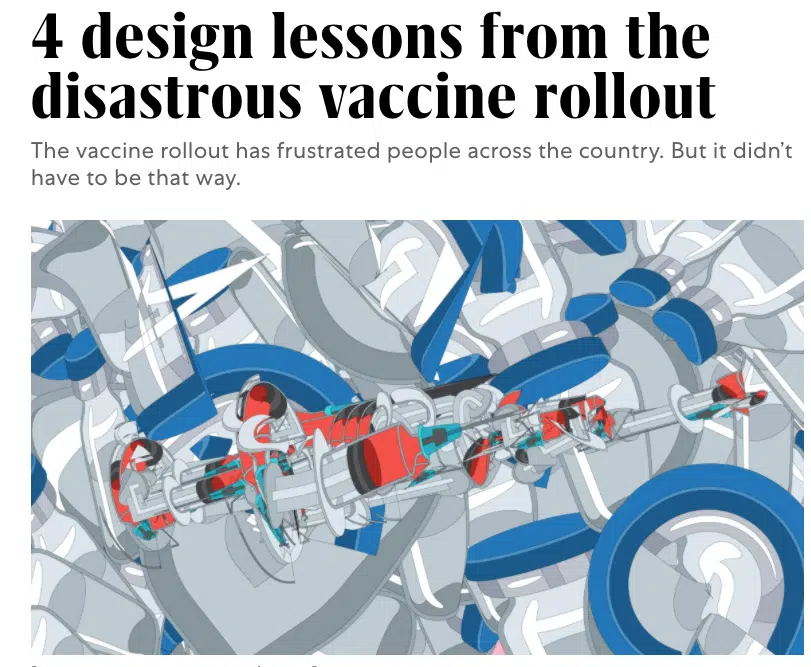 4 design lessons from the
disastrous vaccine rollout
The vaccine rollout has frustrated people across the country. But it didn’t
have to be that way.